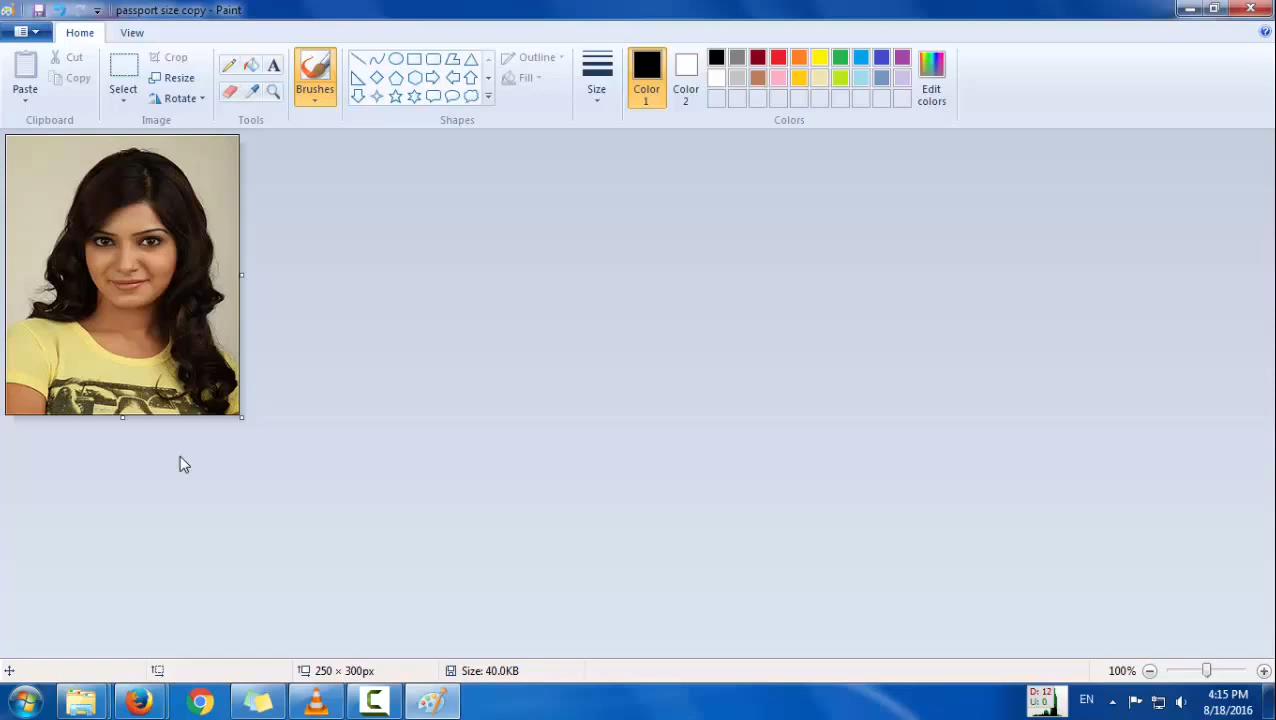 passport size copy - Paint
Home
View
Paste
Cut
Copy
Clipboard
Select
Crop
Resize
Rotate
Image
A
Tools
Brushes
Outline
Fill
Shapes
Size
Color
1
Color
2
Edit
colors
Colors
250 × 300px
Size: 40.0KB
100%
D: 12
U: 0
EN
4:15 PM
8/18/2016